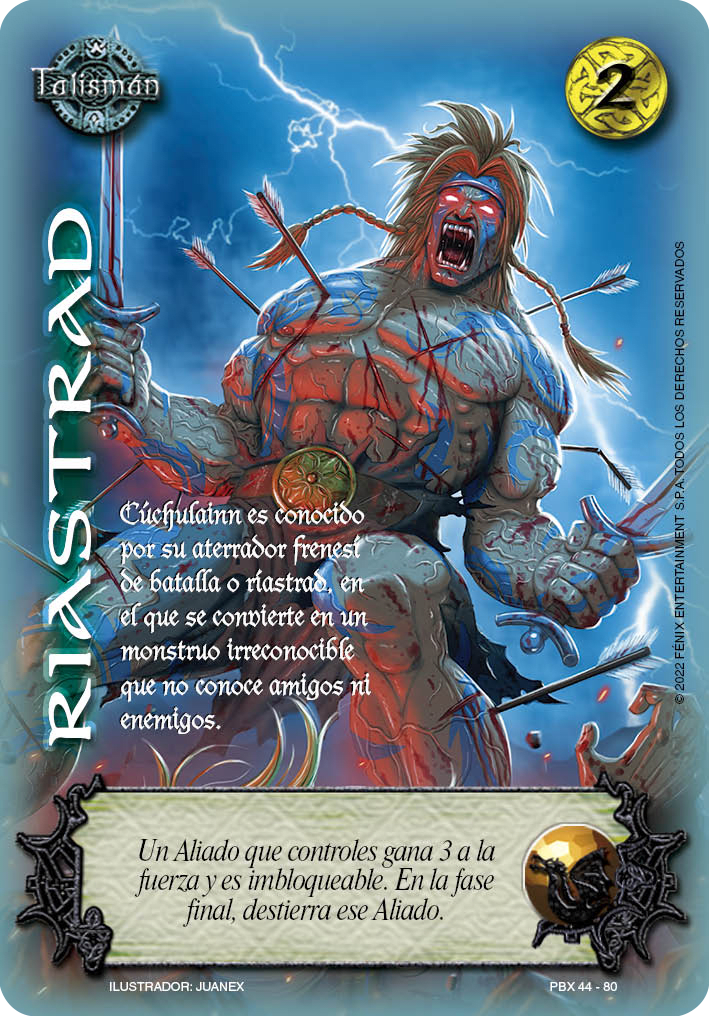 Talismán
2
RIASTRAD
Cúchulainn es conocido
por su aterrador frenesí
de batalla o riastrad, en
el que se convierte en un
monstruo irreconocible
que no conoce amigos ni
enemigos.
© 2022 FÉNIX ENTERTAINMENT S.P.A. TODOS LOS DERECHOS RESERVADOS
Un Aliado que controles gana 3 a la
fuerza y es imbloqueable. En la fase
final, destierra ese Aliado.
ILUSTRADOR: JUANEX
PBX 44 - 80